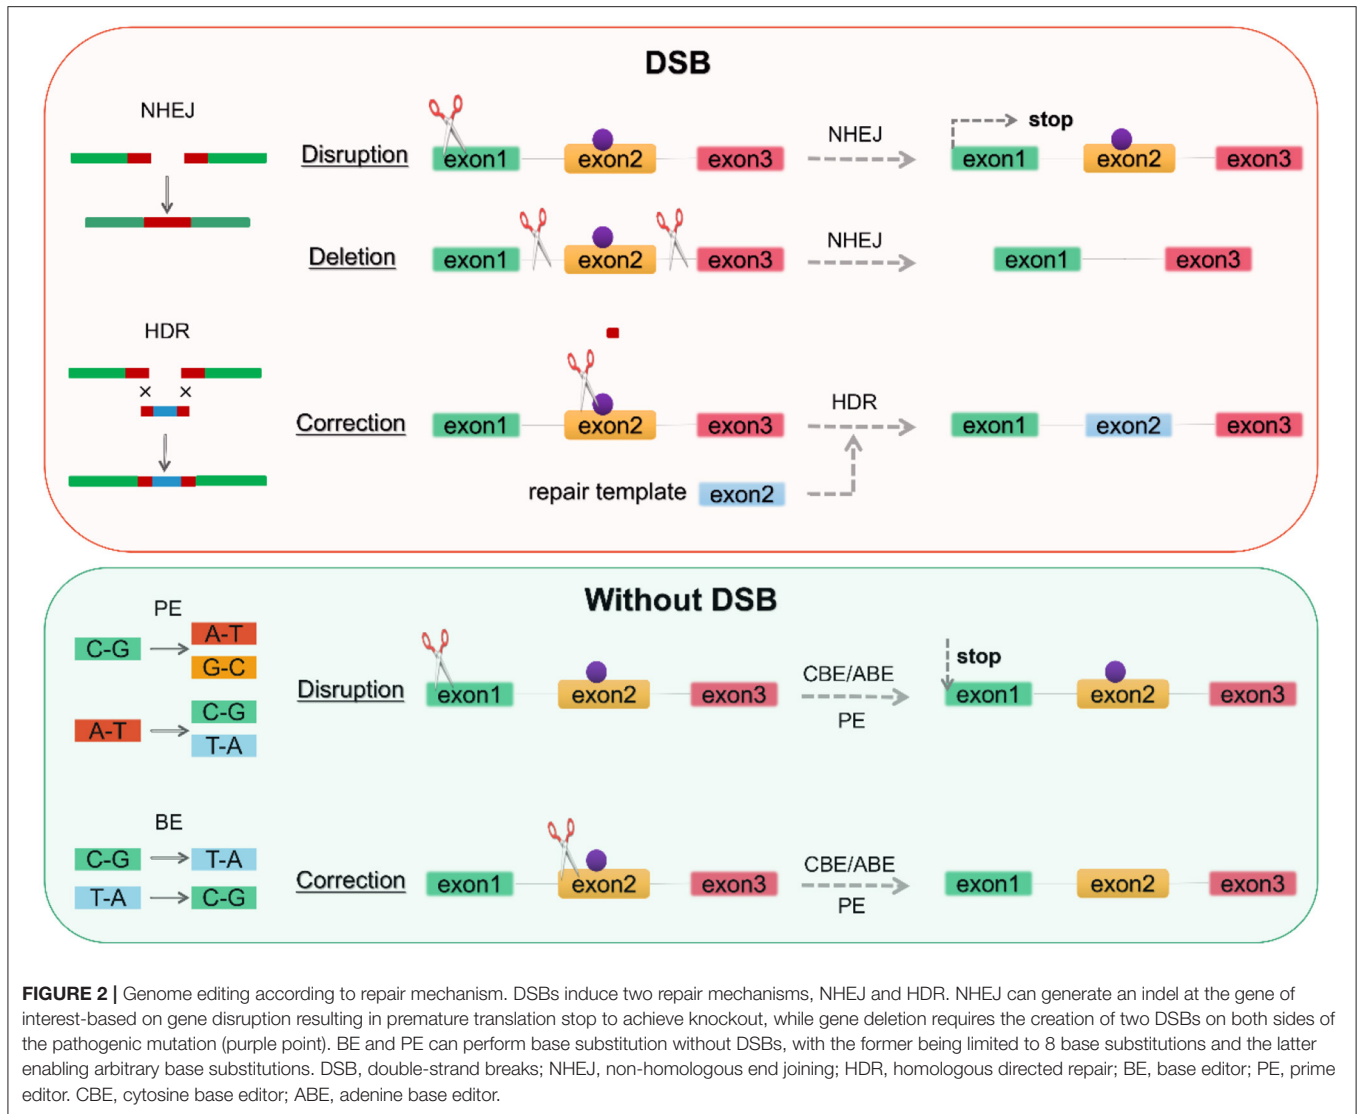 DSB
NHEJ
Disruption
exon1 exon2 exon3
NHEJ
stop
exon1 exon2 exon3
Deletion
exon1 exon2 exon3
NHEJ
exon1 exon3
HDR
Correction
exon1 exon2 exon3
HDR
exon1 exon2 exon3
repair template exon2
Without DSB
PE
C-G A-T
G-C
A-T C-G
T-A
Disruption
exon1 exon2 exon3
CBE/ABE
PE
stop
exon1 exon2 exon3
BE
C-G T-A
T-A C-G
Correction
exon1 exon2 exon3
CBE/ABE
PE
exon1 exon2 exon3
FIGURE 2 | Genome editing according to repair mechanism. DSBs induce two repair mechanisms, NHEJ and HDR. NHEJ can generate an indel at the gene of
interest-based on gene disruption resulting in premature translation stop to achieve knockout, while gene deletion requires the creation of two DSBs on both sides of
the pathogenic mutation (purple point). BE and PE can perform base substitution without DSBs, with the former being limited to 8 base substitutions and the latter
enabling arbitrary base substitutions. DSB, double-strand breaks; NHEJ, non-homologous end joining; HDR, homologous directed repair; BE, base editor; PE, prime
editor. CBE, cytosine base editor; ABE, adenine base editor.